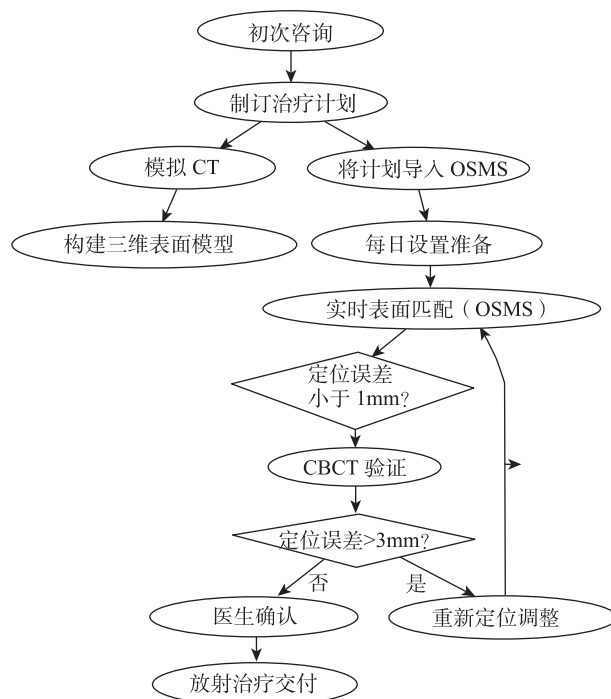 初次咨询
制订治疗计划
模拟 CT
将计划导入 OSMS
构建三维表面模型
每日设置准备
实时表面匹配（OSMS）
定位误差
小于 1mm?
CBCT 验证
定位误差>3mm?
否
是
医生确认
重新定位调整
放射治疗交付